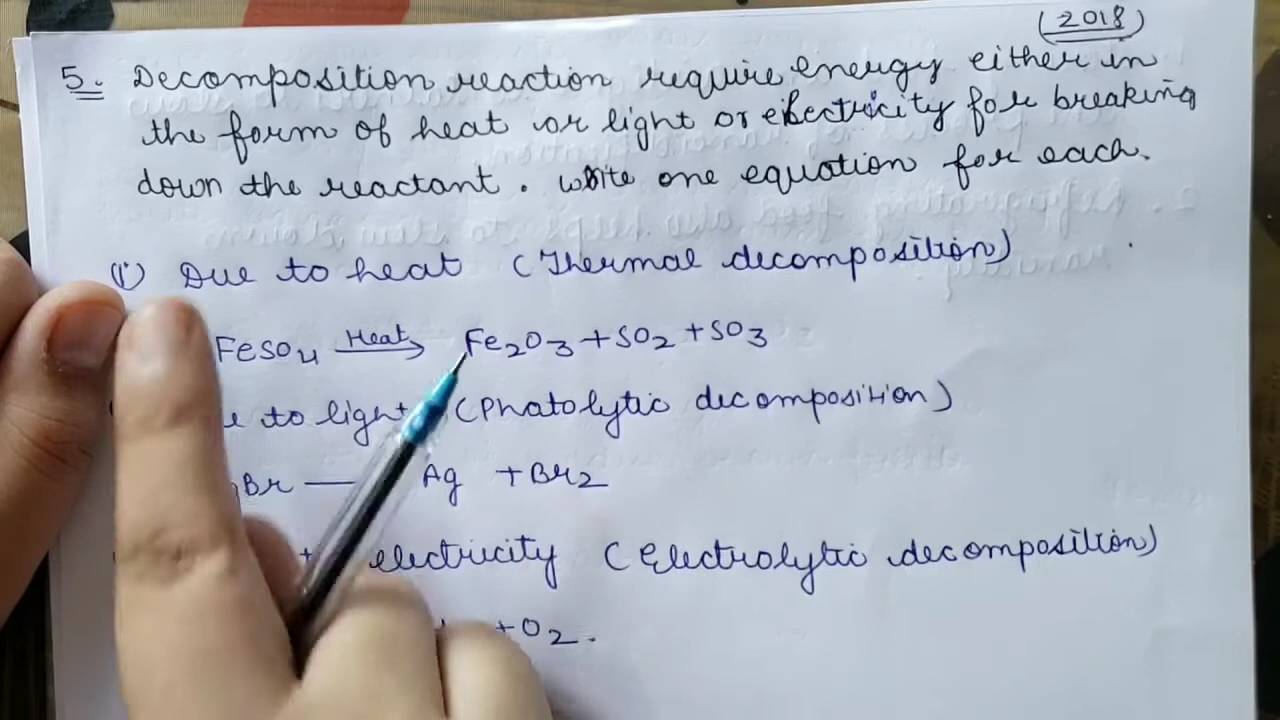 (2018)
5. Decomposition reaction require energy either in
the form of heat or light or electricity for breaking
down the reactant. Write one equation for each.
(i) Due to heat (Thermal decomposition)
FeSO4 Heat→ Fe2O3 + SO2 + SO3
to light (Phatolytic decomposition)
Br — Ag + Br2
electricity (Electrolytic decomposition)
+ O2.